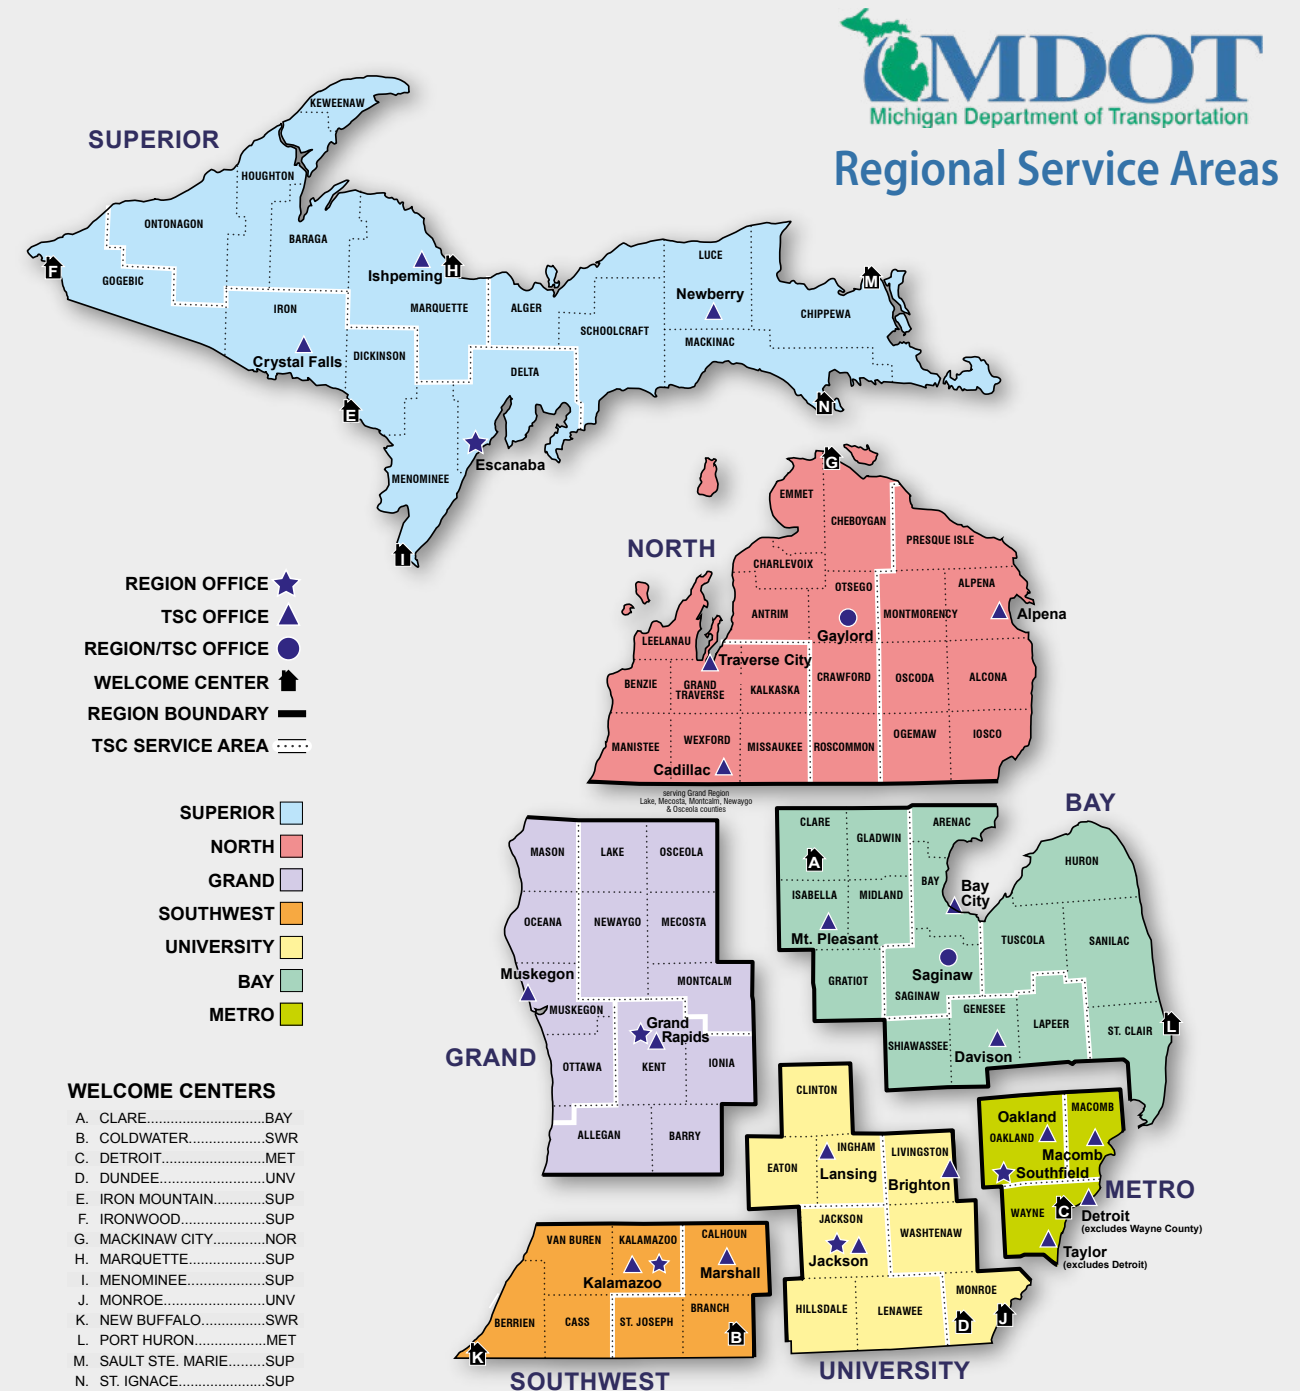 MDOT
Michigan Department of Transportation
Regional Service Areas
SUPERIOR
KEWEENAW
HOUGHTON
ONTONAGON
BARAGA
GOGEBIC
F
Ishpeming
H
MARQUETTE
IRON
Crystal Falls
DICKINSON
E
ALGER
SCHOOLCRAFT
LUCE
Newberry
MACKINAC
CHIPPEWA
M
N
DELTA
Escanaba
MENOMINEE
I
REGION OFFICE
TSC OFFICE
REGION/TSC OFFICE
WELCOME CENTER
REGION BOUNDARY
TSC SERVICE AREA
SUPERIOR
NORTH
GRAND
SOUTHWEST
UNIVERSITY
BAY
METRO
NORTH
G
EMMET
CHEBOYGAN
PRESQUE ISLE
CHARLEVOIX
OTSEGO
ALPENA
ANTRIM
MONTMORENCY
Alpena
Gaylord
LEELANAU
Traverse City
BENZIE
GRAND
TRAVERSE
KALKASKA
CRAWFORD
OSCODA
ALCONA
MANISTEE
WEXFORD
MISSAUKEE
ROSCOMMON
OGEMAW
IOSCO
Cadillac
serving Grand Region
Lake, Mecosta, Montcalm, Newaygo
& Osceola counties
BAY
CLARE
GLADWIN
ARENAC
A
HURON
ISABELLA
MIDLAND
BAY
Bay
City
Mt. Pleasant
TUSCOLA
SANILAC
Saginaw
GRATIOT
SAGINAW
GENESEE
LAPEER
ST. CLAIR
L
SHIAWASSEE
Davison
MASON
LAKE
OSCEOLA
OCEANA
NEWAYGO
MECOSTA
Muskegon
MONTCALM
MUSKEGON
Grand
Rapids
GRAND
OTTAWA
KENT
IONIA
ALLEGAN
BARRY
CLINTON
EATON
INGHAM
Lansing
LIVINGSTON
Brighton
JACKSON
Jackson
WASHTENAW
HILLSDALE
LENAWEE
MONROE
D
J
UNIVERSITY
Oakland
MACOMB
OAKLAND
Macomb
Southfield
METRO
WAYNE
C
Detroit
(excludes Wayne County)
Taylor
(excludes Detroit)
VAN BUREN
KALAMAZOO
CALHOUN
Kalamazoo
Marshall
BERRIEN
CASS
ST. JOSEPH
BRANCH
B
K
SOUTHWEST
WELCOME CENTERS
A. CLARE.............................BAY
B. COLDWATER...................SWR
C. DETROIT.........................MET
D. DUNDEE..........................UNV
E. IRON MOUNTAIN.............SUP
F. IRONWOOD.....................SUP
G. MACKINAW CITY.............NOR
H. MARQUETTE...................SUP
I. MENOMINEE....................SUP
J. MONROE.........................UNV
K. NEW BUFFALO................SWR
L. PORT HURON..................MET
M. SAULT STE. MARIE.........SUP
N. ST. IGNACE.....................SUP